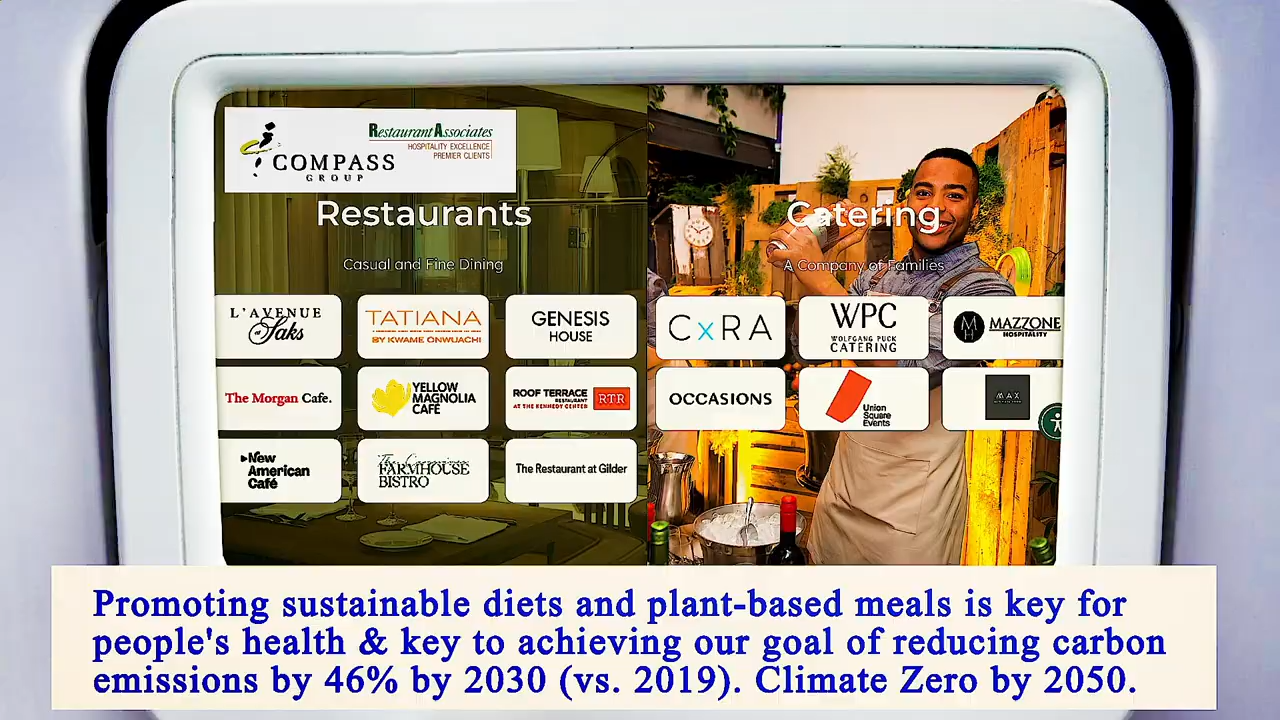 COMPASS
GROUP
Restaurant Associates
HOSPITALITY EXCELLENCE
PREMIER CLIENTS
Restaurants
Casual and Fine Dining
L'AVENUE
at Saks
TATIANA
BY KWAME ONWUACHI
GENESIS
HOUSE
The Morgan Cafe.
YELLOW
MAGNOLIA
CAFÉ
ROOF TERRACE
RESTAURANT
AT THE KENNEDY CENTER
RTR
New
American
Café
FARMHOUSE
BISTRO
The Restaurant at Gilder
Catering
A Company of Families
CxRA
WPC
WOLFGANG PUCK
CATERING
MH
MAZZONE
HOSPITALITY
OCCASIONS
Union
Square
Events
MAX
Promoting sustainable diets and plant-based meals is key for
people's health & key to achieving our goal of reducing carbon
emissions by 46% by 2030 (vs. 2019). Climate Zero by 2050.